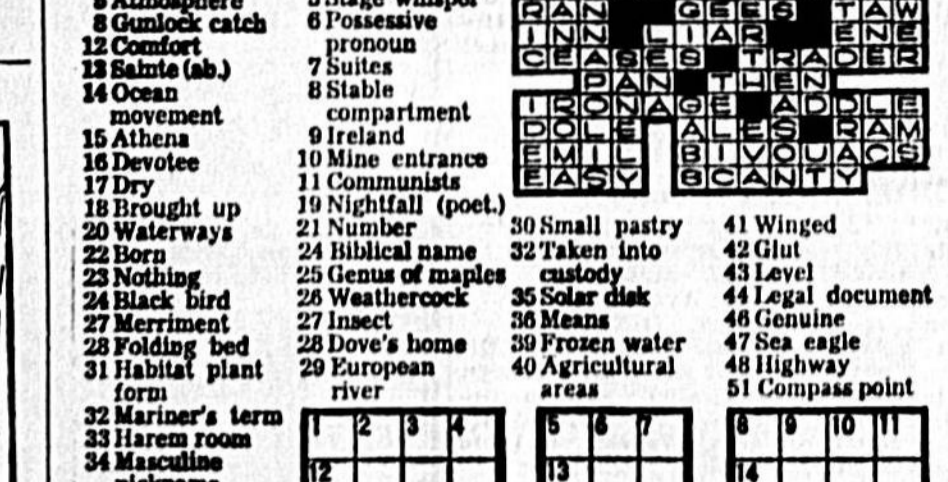 8 Gunlock catch
12 Comfort
13 Sainte (ab.)
14 Ocean
movement
15 Athena
16 Devotee
17 Dry
18 Brought up
20 Waterways
22 Born
23 Nothing
24 Black bird
27 Merriment
28 Folding bed
31 Habitat plant
form
32 Mariner's term
33 Harem room
34 Masculine
6 Possessive
pronoun
7 Suites
8 Stable
compartment
9 Ireland
10 Mine entrance
11 Communists
19 Nightfall (poet.)
21 Number
24 Biblical name
25 Genus of maples
26 Weathercock
27 Insect
28 Dove's home
29 European
river
RAN GEES TAW
INN LIAR ENE
CEASES TRADER
PAN THEN
IRONAGE ADDLE
DOLE ALES RAM
EMIL BIVOUACS
EASY SCANTY
30 Small pastry
32 Taken into
custody
35 Solar disk
36 Means
39 Frozen water
40 Agricultural
areas
41 Winged
42 Glut
43 Level
44 Legal document
46 Genuine
47 Sea eagle
48 Highway
51 Compass point
1 2 3 4 5 6 7 8 9 10 11
12 13 14